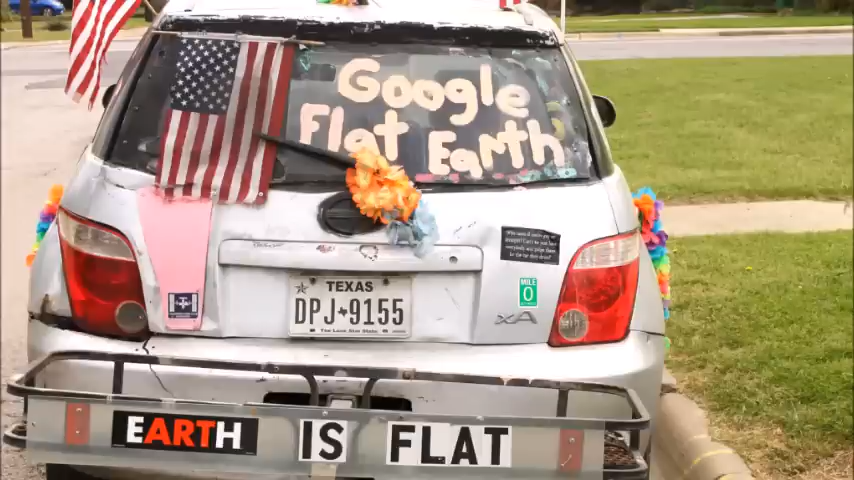 Google
Flat Earth
MILE
0
TEXAS
DPJ 9155
The Lone Star State
xA
EARTH IS FLAT